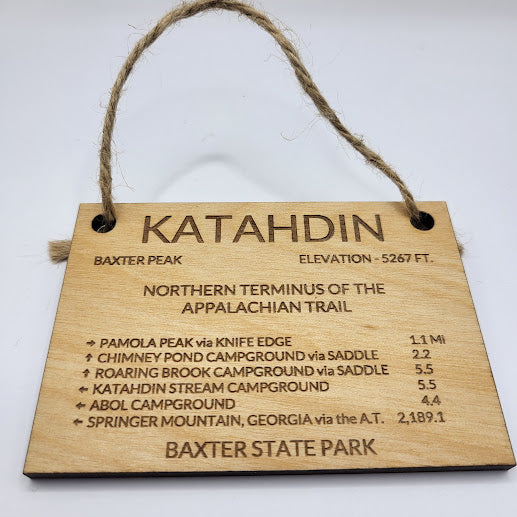 KATAHDIN
BAXTER PEAK ELEVATION - 5267 FT.
NORTHERN TERMINUS OF THE
APPALACHIAN TRAIL
→ PAMOLA PEAK via KNIFE EDGE 1.1 Mi
↑ CHIMNEY POND CAMPGROUND via SADDLE 2.2
↑ ROARING BROOK CAMPGROUND via SADDLE 5.5
← KATAHDIN STREAM CAMPGROUND 5.5
← ABOL CAMPGROUND 4.4
← SPRINGER MOUNTAIN, GEORGIA via the A.T. 2,189.1
BAXTER STATE PARK